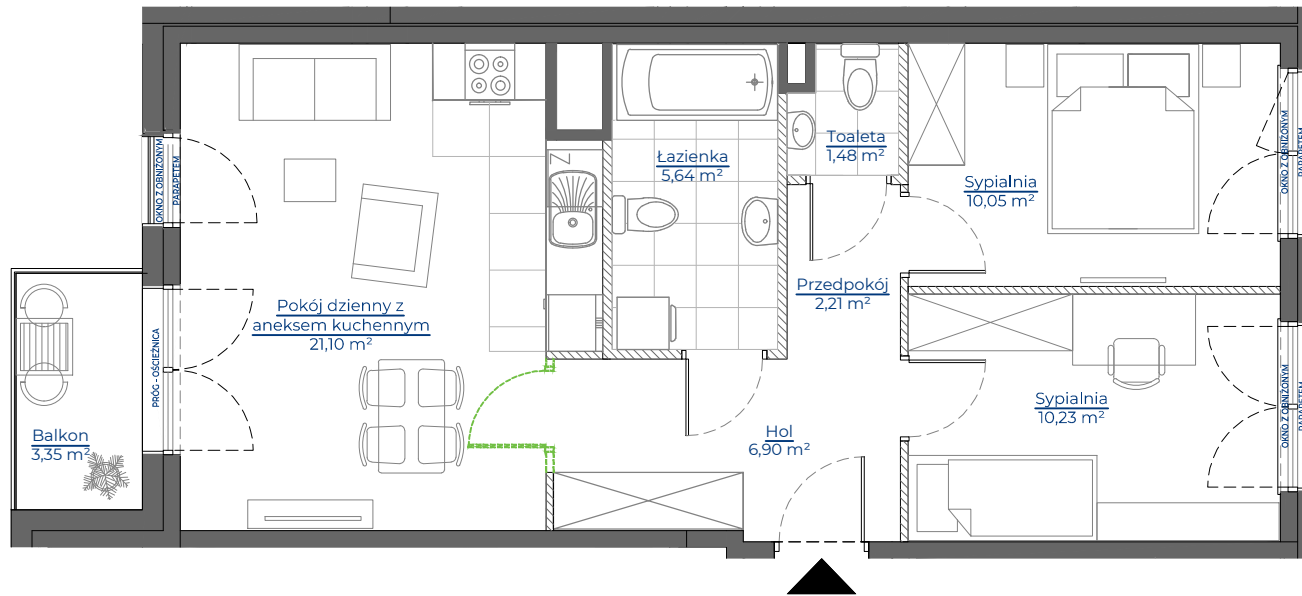 OKNO Z OBNIŻONYM
PARAPETEM
Z
Łazienka
5,64 m²
Toaleta
1,48 m²
Sypialnia
10,05 m²
OKNO Z OBNIŻONYM
PARAPETEM
Przedpokój
2,21 m²
Pokój dzienny z
aneksem kuchennym
21,10 m²
PRÓG - OŚCIEŻNICA
Balkon
3,35 m²
Hol
6,90 m²
Sypialnia
10,23 m²
OKNO Z OBNIŻONYM
PARAPETEM